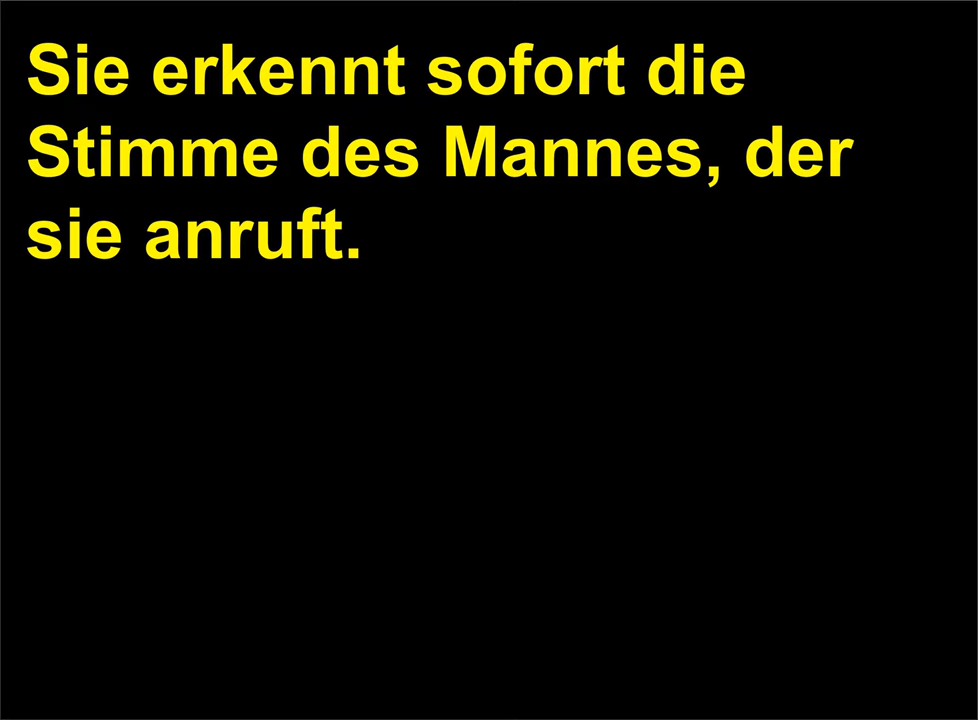 Sie erkennt sofort die
Stimme des Mannes, der
sie anruft.